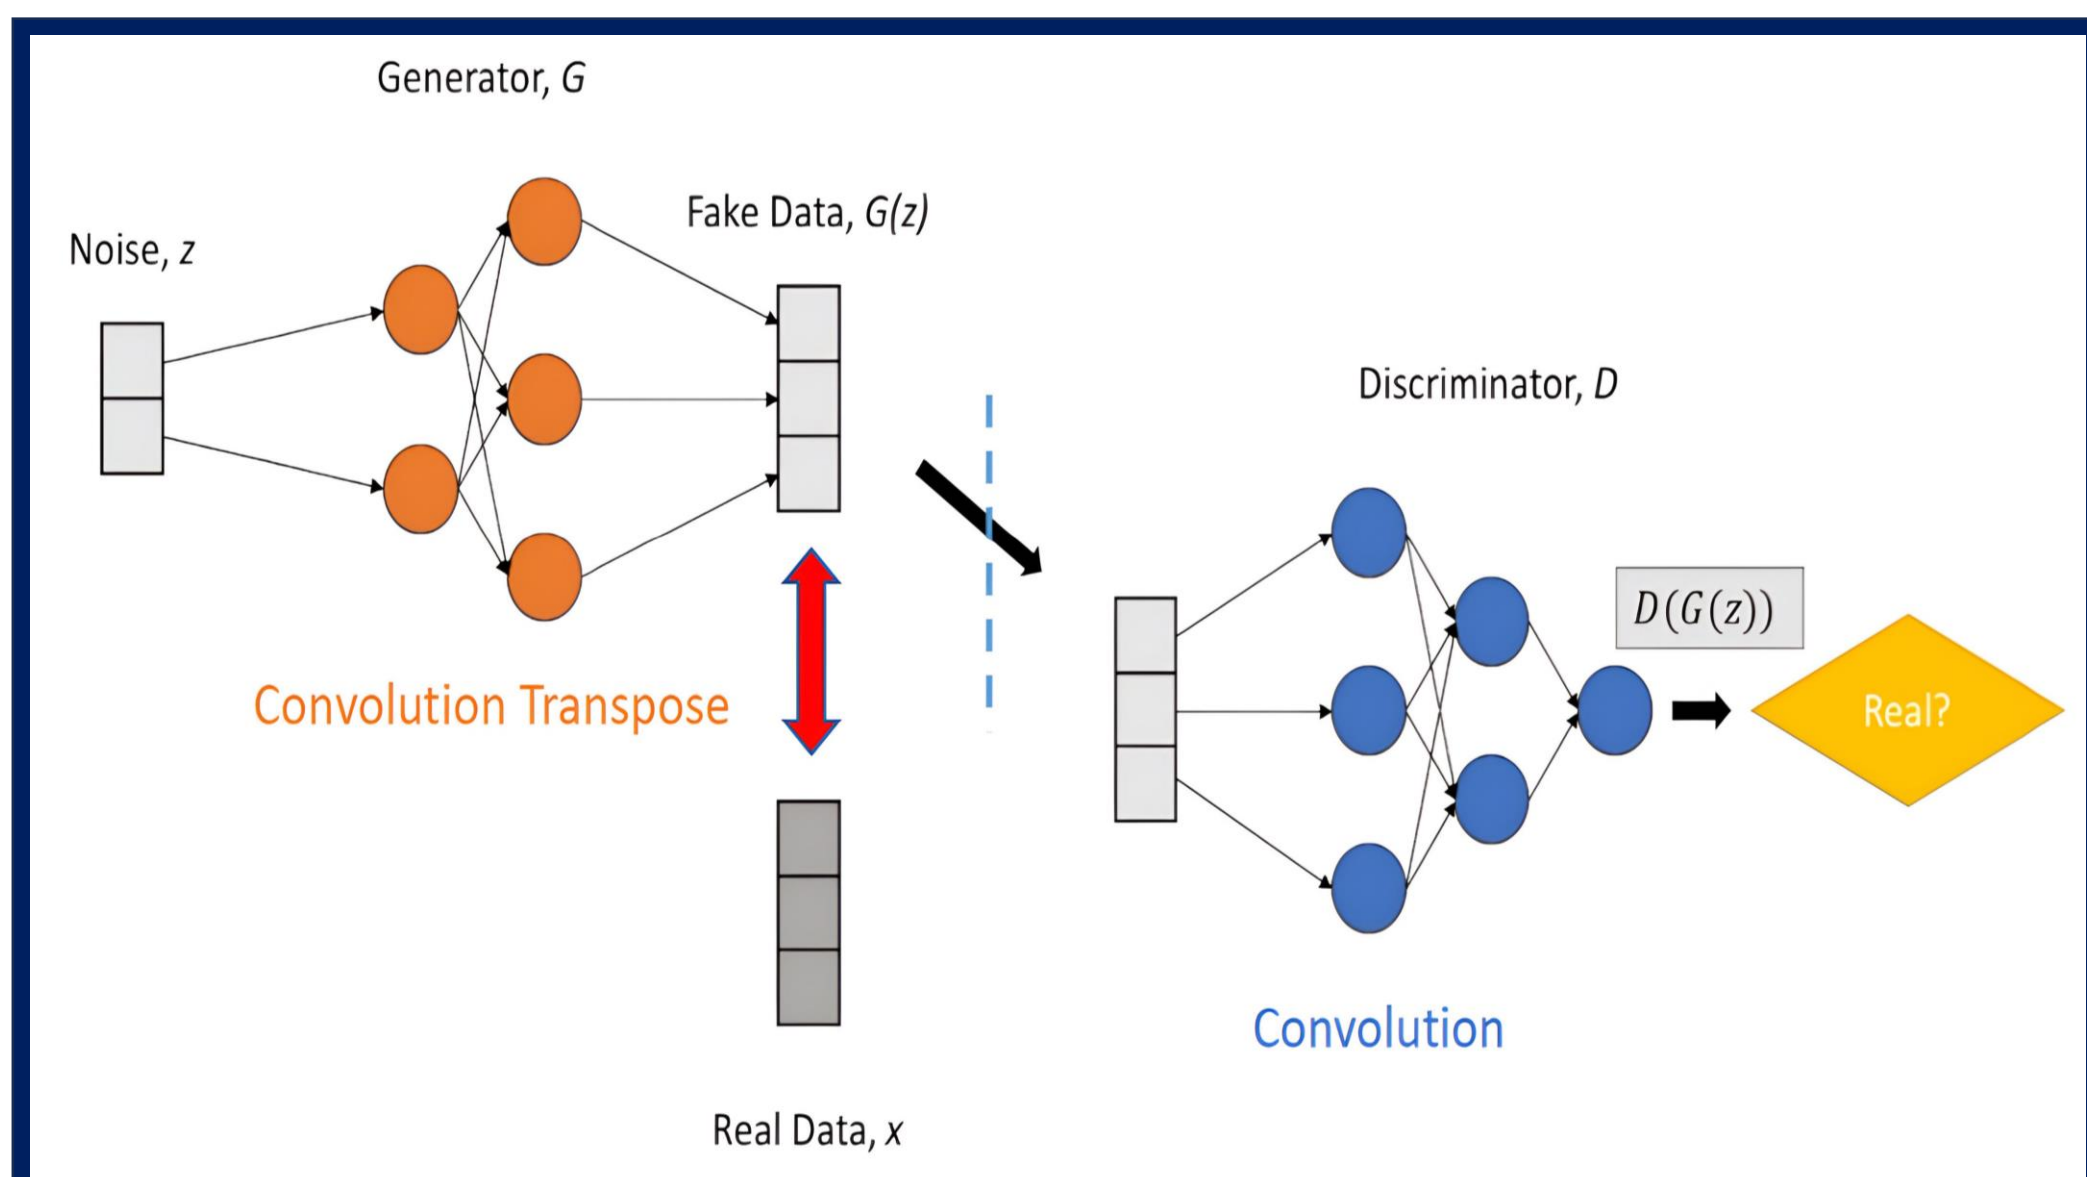 Generator, G
Noise, z
Fake Data, G(z)
Convolution Transpose
Real Data, x
Discriminator, D
D(G(z))
Real?
Convolution